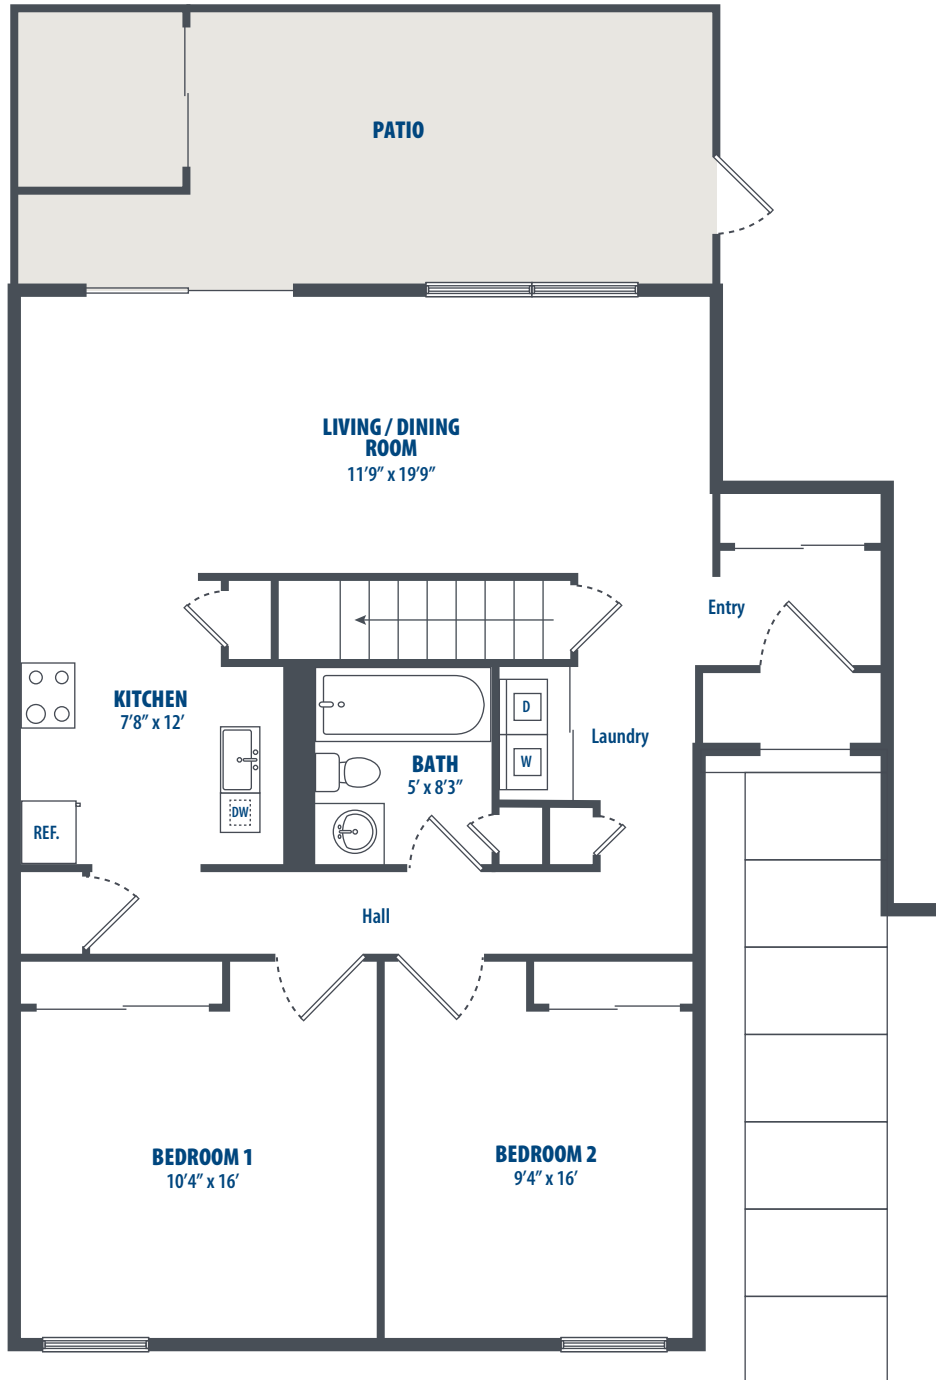 PATIO
LIVING / DINING
ROOM
11'9" x 19'9"
Entry
KITCHEN
7'8" x 12'
D
W
Laundry
BATH
5' x 8'3"
DW
REF.
Hall
BEDROOM 1
10'4" x 16'
BEDROOM 2
9'4" x 16'